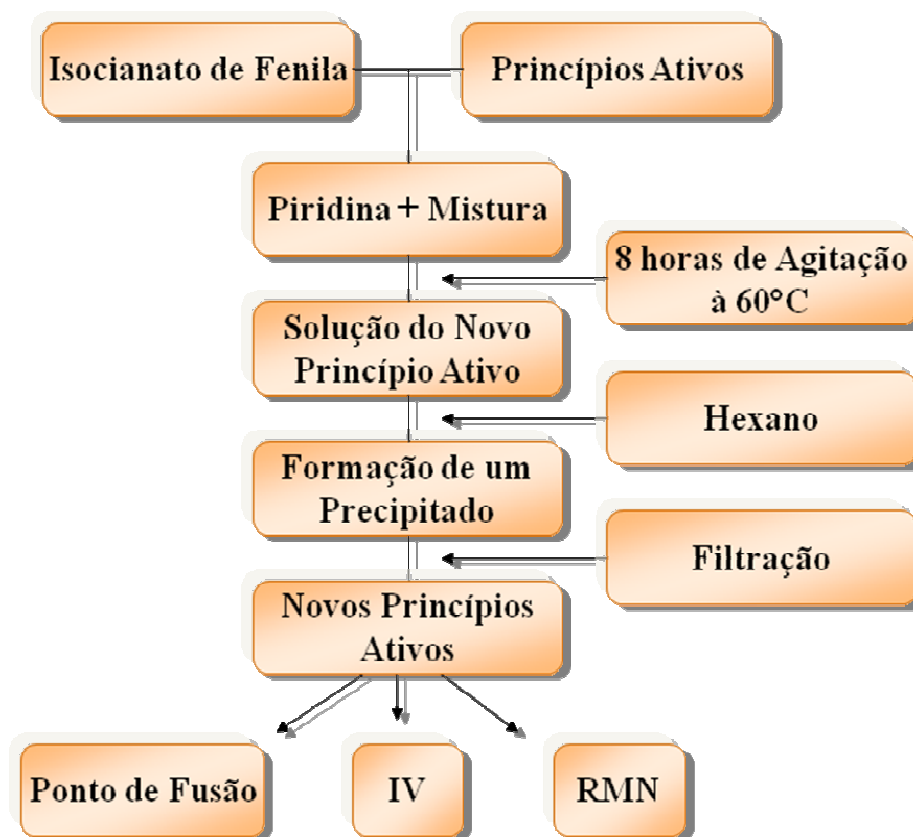 Isocianato de Fenila
Princípios Ativos
Piridina + Mistura
8 horas de Agitação
à 60°C
Solução do Novo
Princípio Ativo
Hexano
Formação de um
Precipitado
Filtração
Novos Princípios
Ativos
Ponto de Fusão
IV
RMN